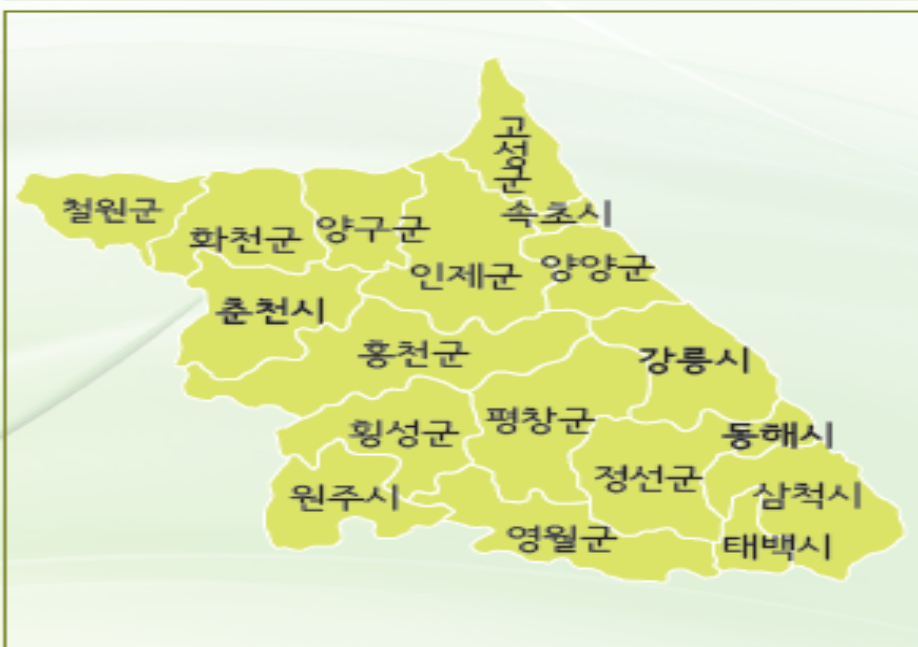 고성군
철원군
속초시
화천군
양구군
인제군
양양군
춘천시
홍천군
강릉시
횡성군
평창군
동해시
원주시
정선군
삼척시
영월군
태백시